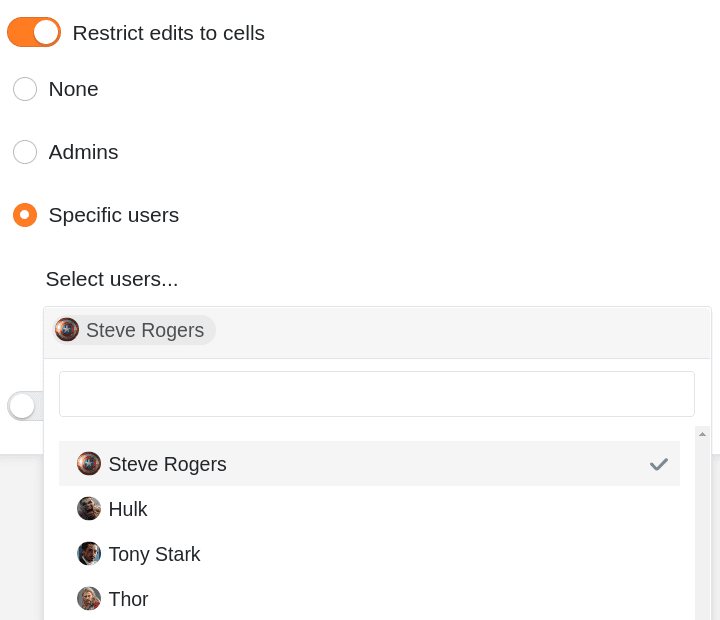 Restrict edits to cells
None
Admins
Specific users
Select users...
Steve Rogers
Steve Rogers
Hulk
Tony Stark
Thor